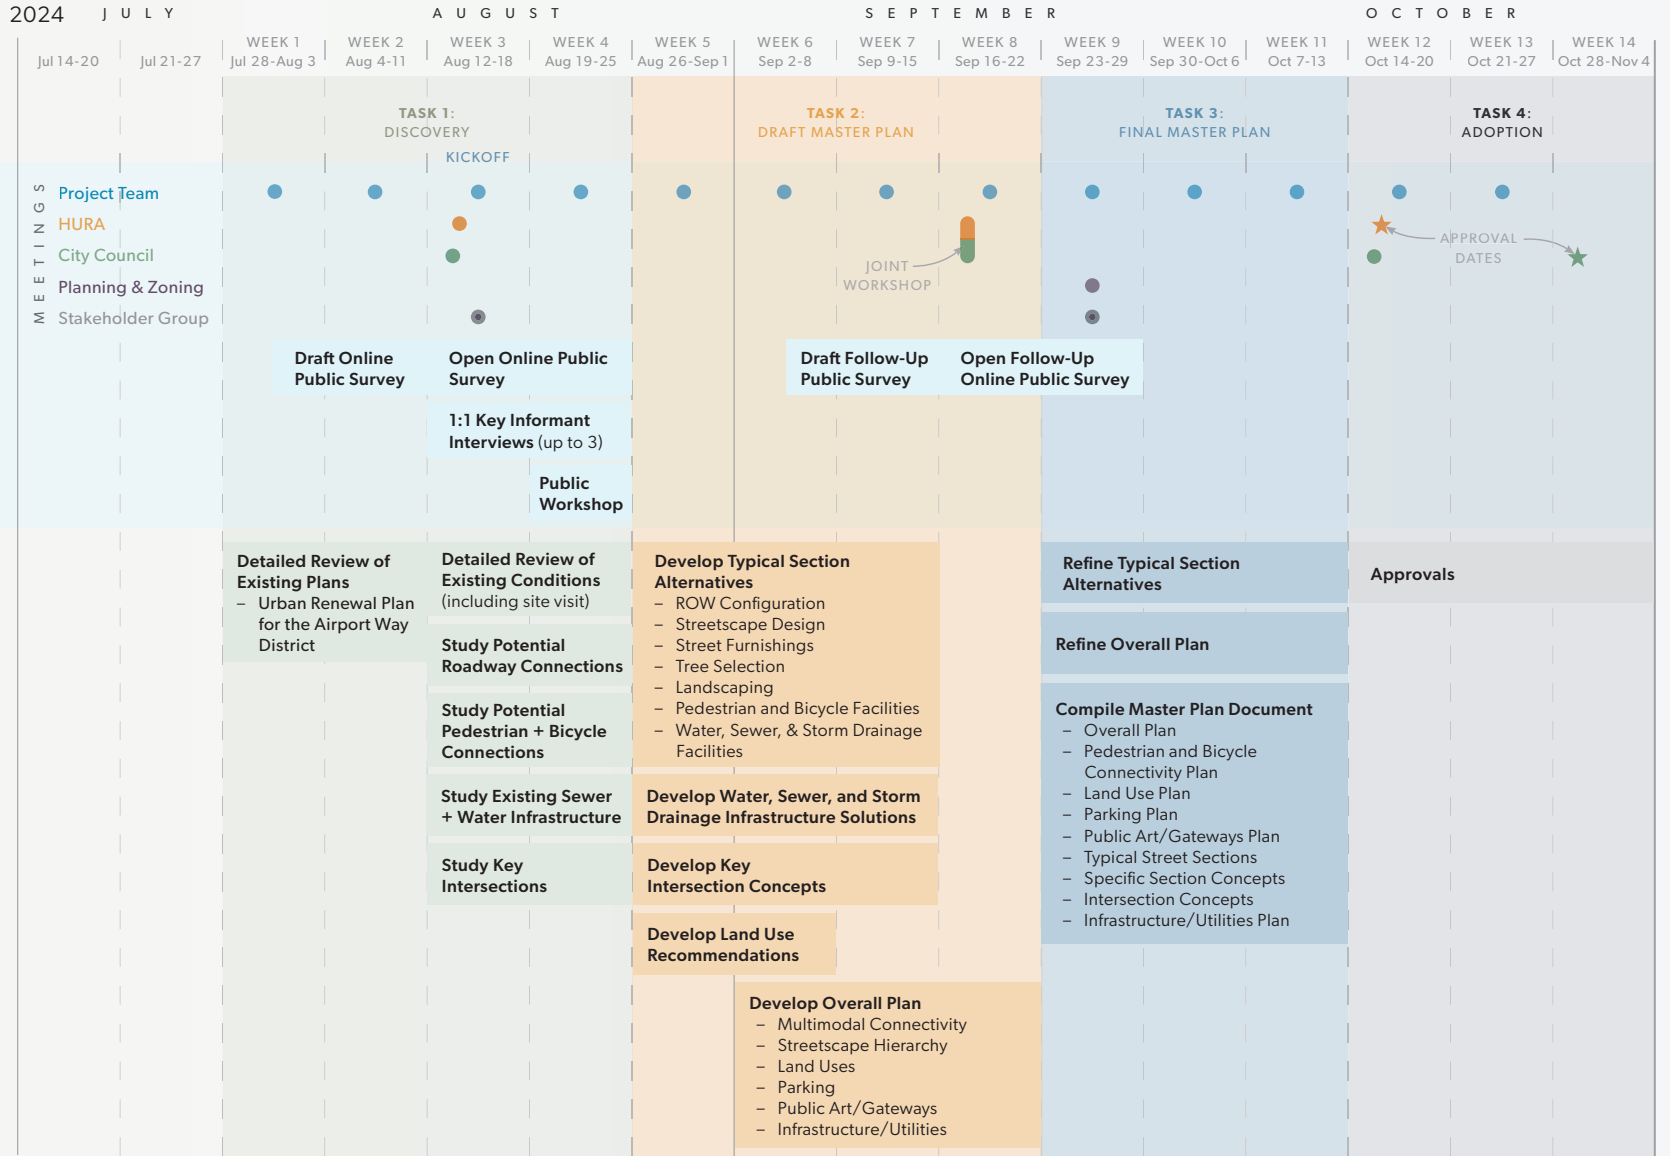 2024 JULY AUGUST SEPTEMBER OCTOBER
WEEK 1 WEEK 2 WEEK 3 WEEK 4 WEEK 5 WEEK 6 WEEK 7 WEEK 8 WEEK 9 WEEK 10 WEEK 11 WEEK 12 WEEK 13 WEEK 14
Jul 14-20 Jul 21-27 Jul 28-Aug 3 Aug 4-11 Aug 12-18 Aug 19-25 Aug 26-Sep 1 Sep 2-8 Sep 9-15 Sep 16-22 Sep 23-29 Sep 30-Oct 6 Oct 7-13 Oct 14-20 Oct 21-27 Oct 28-Nov 4
TASK 1:
DISCOVERY
TASK 2:
DRAFT MASTER PLAN
TASK 3:
FINAL MASTER PLAN
TASK 4:
ADOPTION
KICKOFF
MEETINGS
Project Team
HURA
City Council
Planning & Zoning
Stakeholder Group
JOINT
WORKSHOP
APPROVAL
DATES
Draft Online
Public Survey
Open Online Public
Survey
Draft Follow-Up
Public Survey
Open Follow-Up
Online Public Survey
1:1 Key Informant
Interviews (up to 3)
Public
Workshop
Detailed Review of
Existing Plans
– Urban Renewal Plan
for the Airport Way
District
Detailed Review of
Existing Conditions
(including site visit)
Study Potential
Roadway Connections
Study Potential
Pedestrian + Bicycle
Connections
Study Existing Sewer
+ Water Infrastructure
Study Key
Intersections
Develop Typical Section
Alternatives
– ROW Configuration
– Streetscape Design
– Street Furnishings
– Tree Selection
– Landscaping
– Pedestrian and Bicycle Facilities
– Water, Sewer, & Storm Drainage
Facilities
Develop Water, Sewer, and Storm
Drainage Infrastructure Solutions
Develop Key
Intersection Concepts
Develop Land Use
Recommendations
Develop Overall Plan
– Multimodal Connectivity
– Streetscape Hierarchy
– Land Uses
– Parking
– Public Art/Gateways
– Infrastructure/Utilities
Refine Typical Section
Alternatives
Refine Overall Plan
Compile Master Plan Document
– Overall Plan
– Pedestrian and Bicycle
Connectivity Plan
– Land Use Plan
– Parking Plan
– Public Art/Gateways Plan
– Typical Street Sections
– Specific Section Concepts
– Intersection Concepts
– Infrastructure/Utilities Plan
Approvals